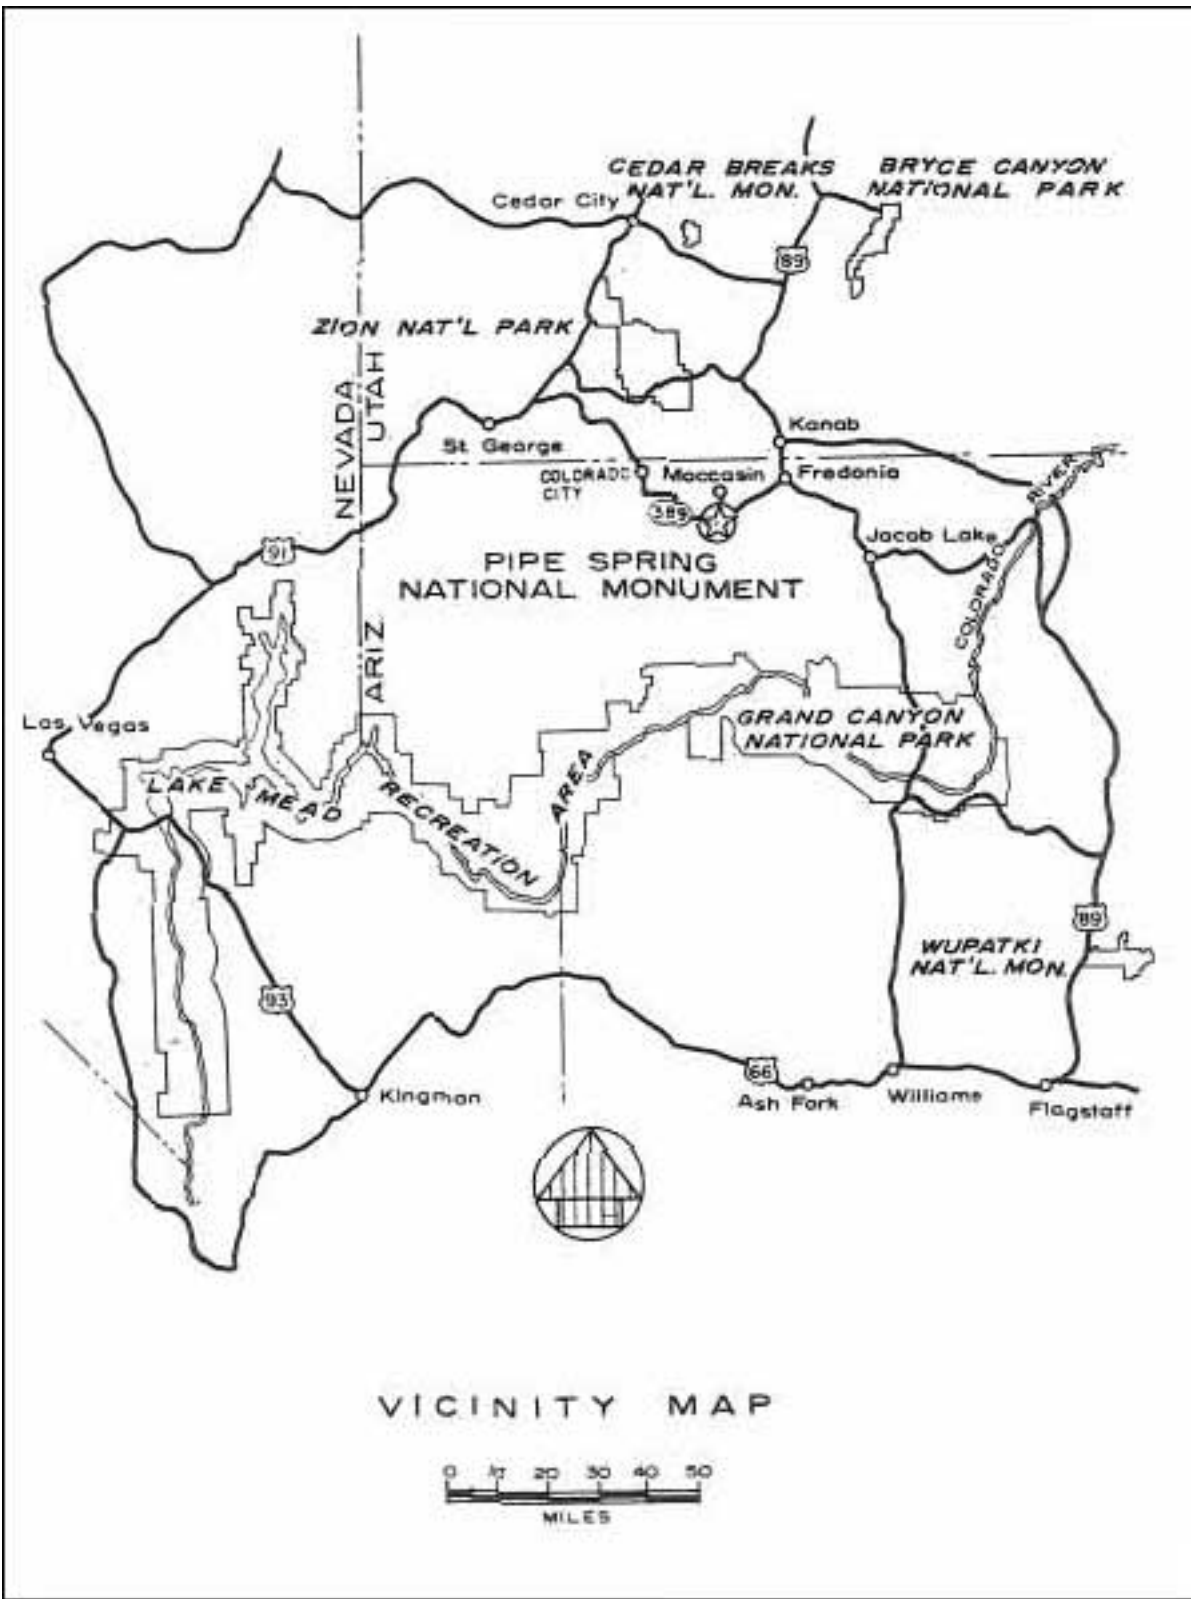 CEDAR BREAKS
NAT'L. MON.
BRYCE CANYON
NATIONAL PARK
Cedar City
89
ZION NAT'L PARK
NEVADA
UTAH
St George
Kanab
COLORADO
CITY
Moccasin
Fredonia
389
RIVER
COLORADO
Jacob Lake
91
PIPE SPRING
NATIONAL MONUMENT
ARIZ
Las Vegas
GRAND CANYON
NATIONAL PARK
LAKE MEAD RECREATION AREA
89
WUPATKI
NAT'L. MON.
93
66
Kingman
Ash Fork
Williams
Flagstaff
VICINITY MAP
0 10 20 30 40 50
MILES